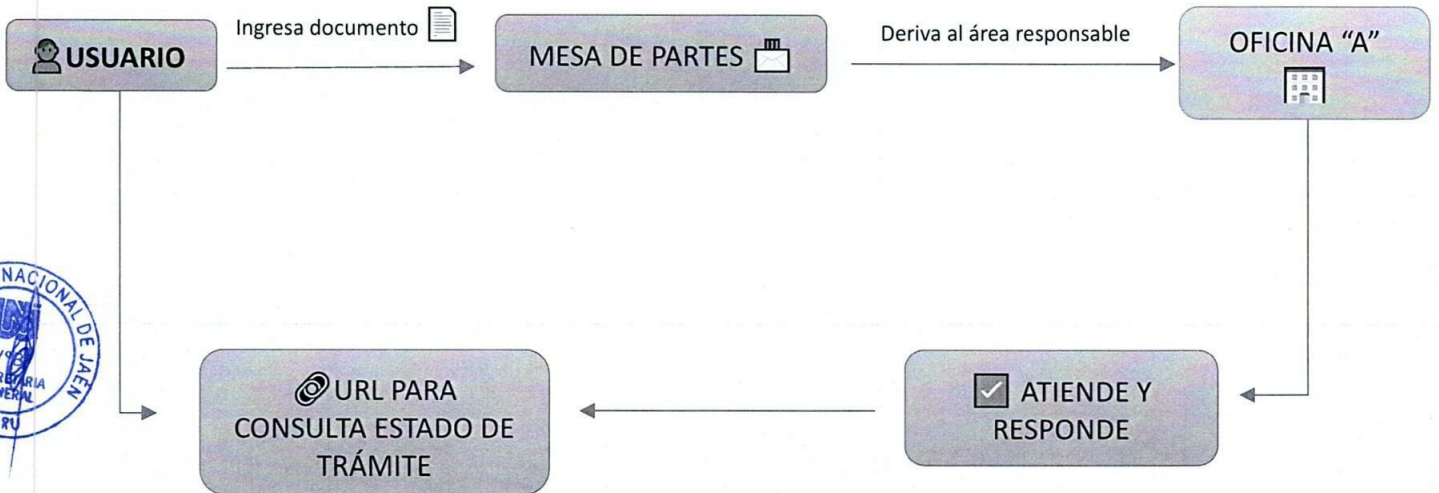 USUARIO
Ingresa documento
MESA DE PARTES
Deriva al área responsable
OFICINA “A”
NACIONAL DE JAÉN
URL PARA
CONSULTA ESTADO DE
TRÁMITE
ATIENDE Y
RESPONDE